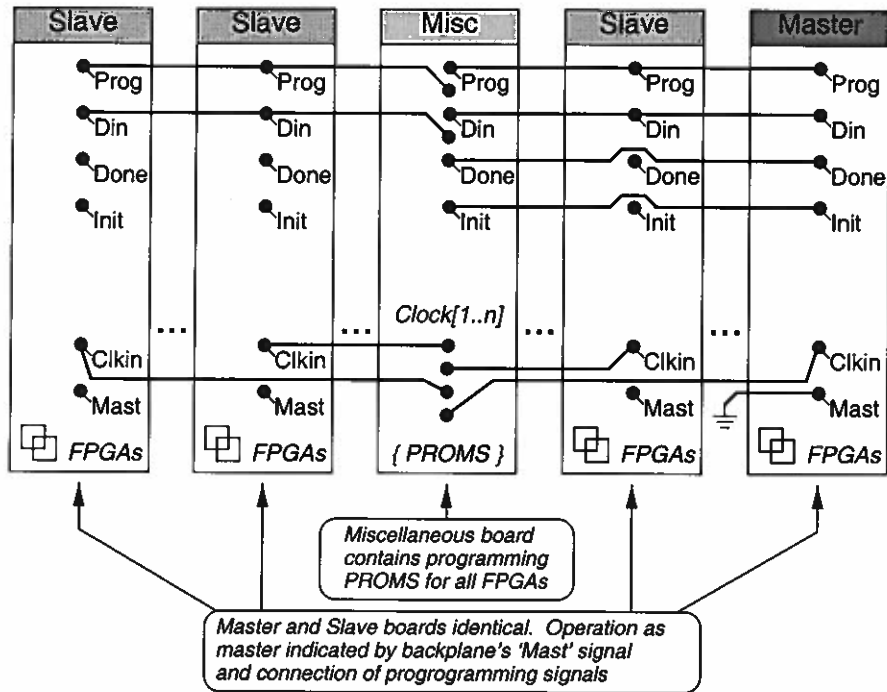 Slave Slave Misc Slave Master
Prog Prog Prog Prog Prog
Din Din Din Din Din
Done Done Done Done Done
Init Init Init Init Init
... ... Clock[1..n] ... ...
Clkin Clkin Clkin Clkin
Mast Mast Mast Mast
FPGAs FPGAs { PROMS } FPGAs FPGAs
Miscellaneous board
contains programming
PROMS for all FPGAs
Master and Slave boards identical. Operation as
master indicated by backplane's 'Mast' signal
and connection of progrogramming signals